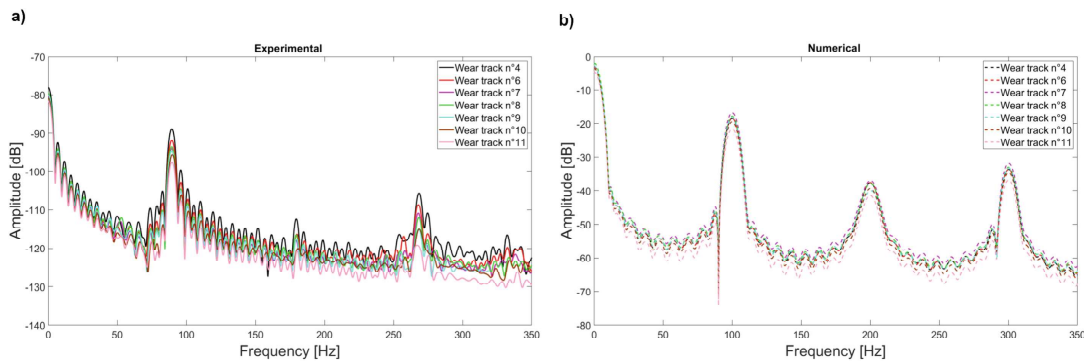 a)
Experimental
-70
-80
-90
-100
-110
-120
-130
-140
Amplitude [dB]
0 50 100 150 200 250 300 350
Frequency [Hz]
Wear track n°4
Wear track n°6
Wear track n°7
Wear track n°8
Wear track n°9
Wear track n°10
Wear track n°11
b)
Numerical
0
-10
-20
-30
-40
-50
-60
-70
-80
Amplitude [dB]
0 50 100 150 200 250 300 350
Frequency [Hz]
Wear track n°4
Wear track n°6
Wear track n°7
Wear track n°8
Wear track n°9
Wear track n°10
Wear track n°11